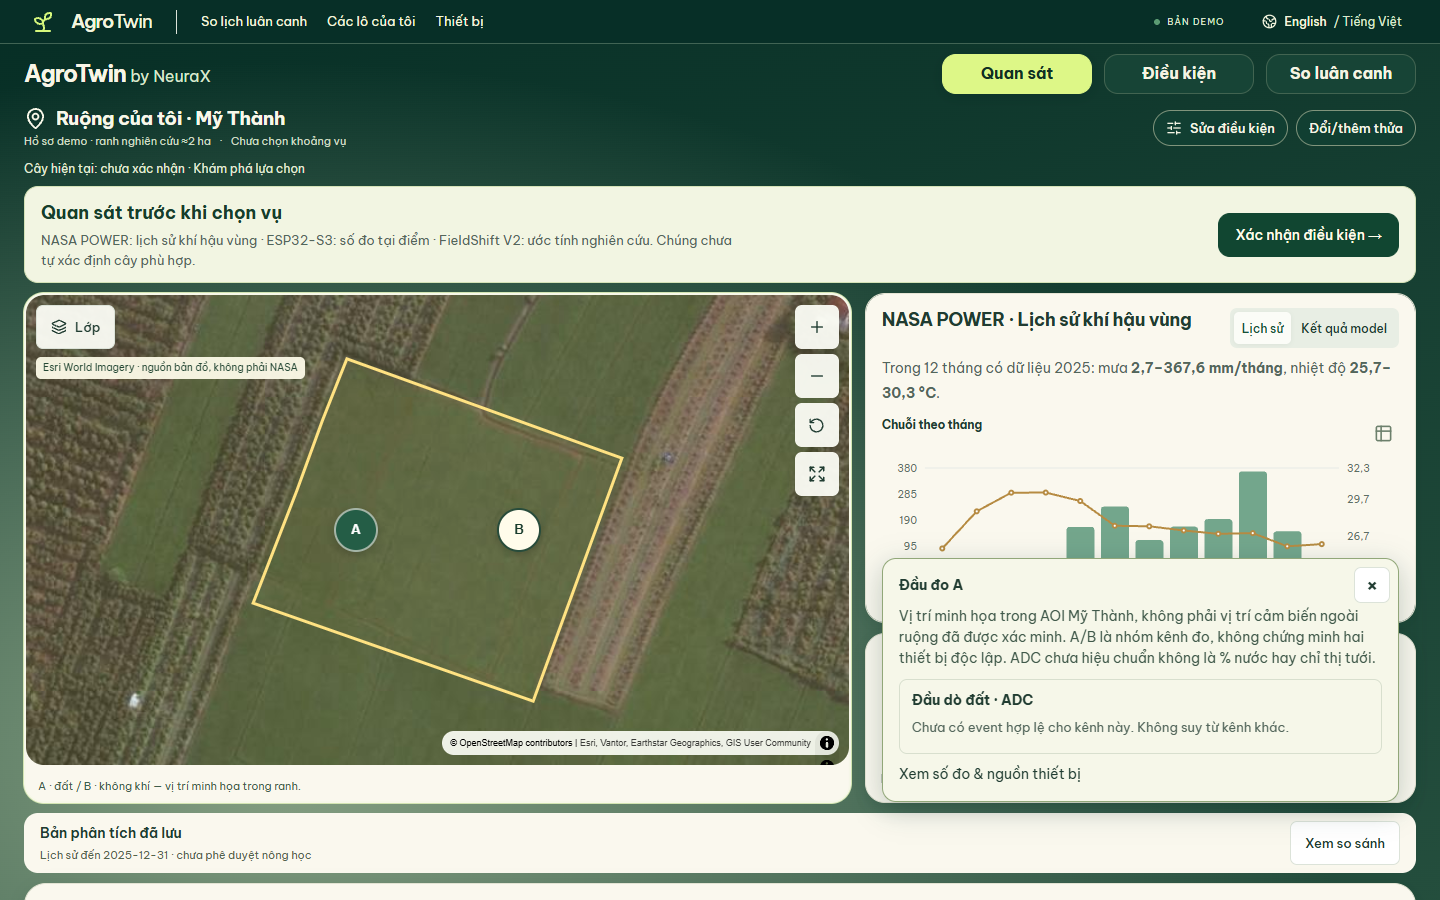 AgroTwin
So lịch luân canh
Các lô của tôi
Thiết bị
BẢN DEMO
English / Tiếng Việt
AgroTwin by NeuraX
Quan sát
Điều kiện
So luân canh
Ruộng của tôi · Mỹ Thành
Hồ sơ demo · ranh nghiên cứu ≈2 ha · Chưa chọn khoảng vụ
Sửa điều kiện
Đổi/thêm thửa
Cây hiện tại: chưa xác nhận · Khám phá lựa chọn
Quan sát trước khi chọn vụ
NASA POWER: lịch sử khí hậu vùng · ESP32-S3: số đo tại điểm · FieldShift V2: ước tính nghiên cứu. Chúng chưa
tự xác định cây phù hợp.
Xác nhận điều kiện →
Lớp
Esri World Imagery · nguồn bản đồ, không phải NASA
A
B
© OpenStreetMap contributors | Esri, Vantor, Earthstar Geographics, GIS User Community
A · đất / B · không khí — vị trí minh họa trong ranh.
NASA POWER · Lịch sử khí hậu vùng
Lịch sử
Kết quả model
Trong 12 tháng có dữ liệu 2025: mưa 2,7–367,6 mm/tháng, nhiệt độ 25,7–
30,3 °C.
Chuỗi theo tháng
380
285
190
95
32,3
29,7
26,7
Đầu đo A
×
Vị trí minh họa trong AOI Mỹ Thành, không phải vị trí cảm biến ngoài
ruộng đã được xác minh. A/B là nhóm kênh đo, không chứng minh hai
thiết bị độc lập. ADC chưa hiệu chuẩn không là % nước hay chỉ thị tưới.
Đầu dò đất · ADC
Chưa có event hợp lệ cho kênh này. Không suy từ kênh khác.
Xem số đo & nguồn thiết bị
Bản phân tích đã lưu
Lịch sử đến 2025-12-31 · chưa phê duyệt nông học
Xem so sánh